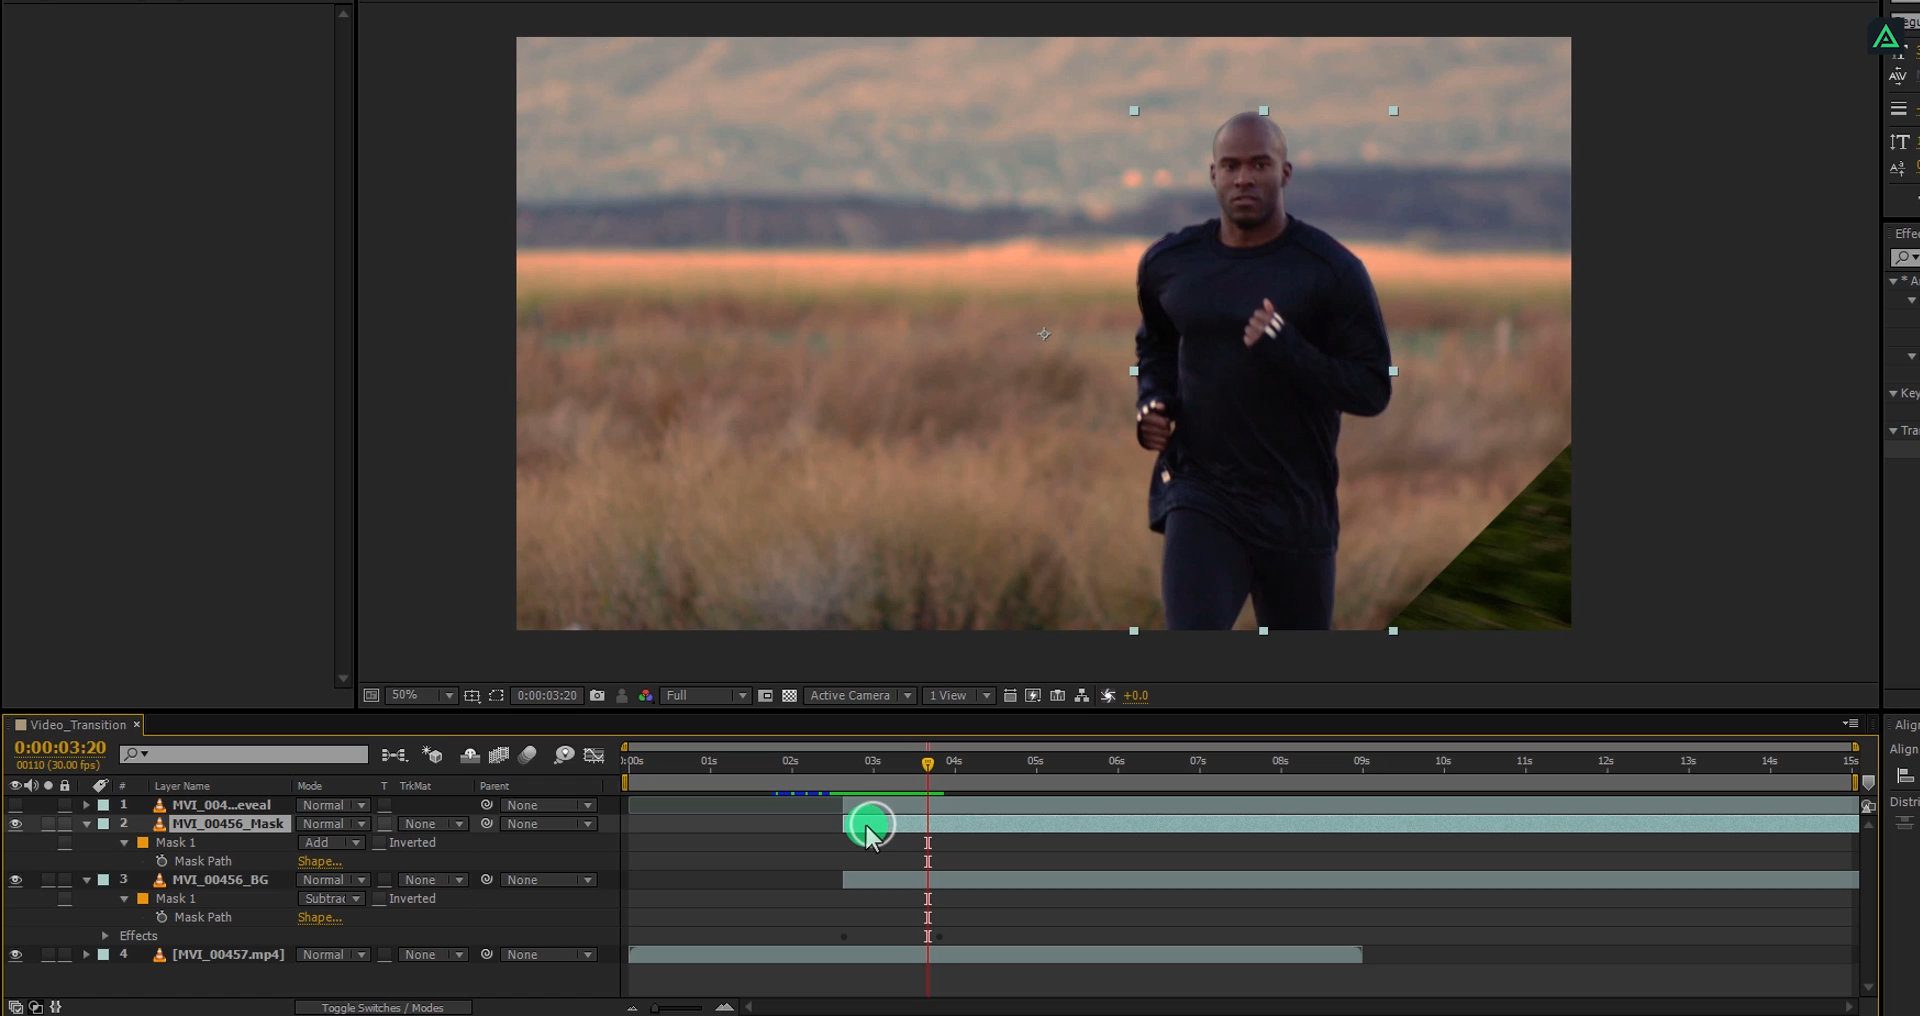 Effec
* A
Key
Tra
50%
0:00:03:20
Full
Active Camera
1 View
+0.0
Video_Transition ×
Align
0:00:03:20
00110 (30.00 fps)
# Layer Name Mode T TrkMat Parent
:00s 01s 02s 03s 04s 05s 06s 07s 08s 09s 10s 11s 12s 13s 14s 15s
1 MVI_004...eveal Normal None
2 MVI_00456_Mask Normal None None
Mask 1 Add Inverted
Mask Path Shape...
3 MVI_00456_BG Normal None None
Mask 1 Subtrac Inverted
Mask Path Shape...
Effects
4 [MVI_00457.mp4] Normal None None
Toggle Switches / Modes
Align
Distri